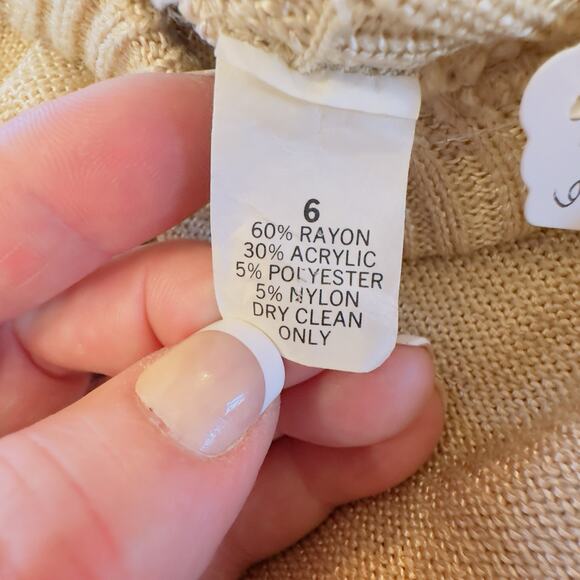 6
60% RAYON
30% ACRYLIC
5% POLYESTER
5% NYLON
DRY CLEAN
ONLY